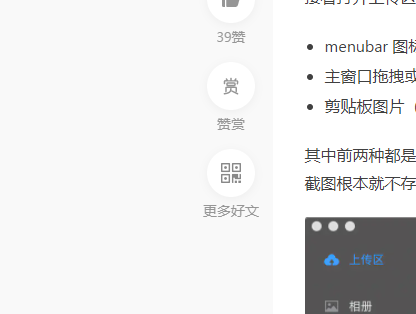 39赞
赏
赞赏
更多好文
menubar 图
主窗口拖拽或
剪贴板图片
其中前两种都是
截图根本就不存
上传区
相册